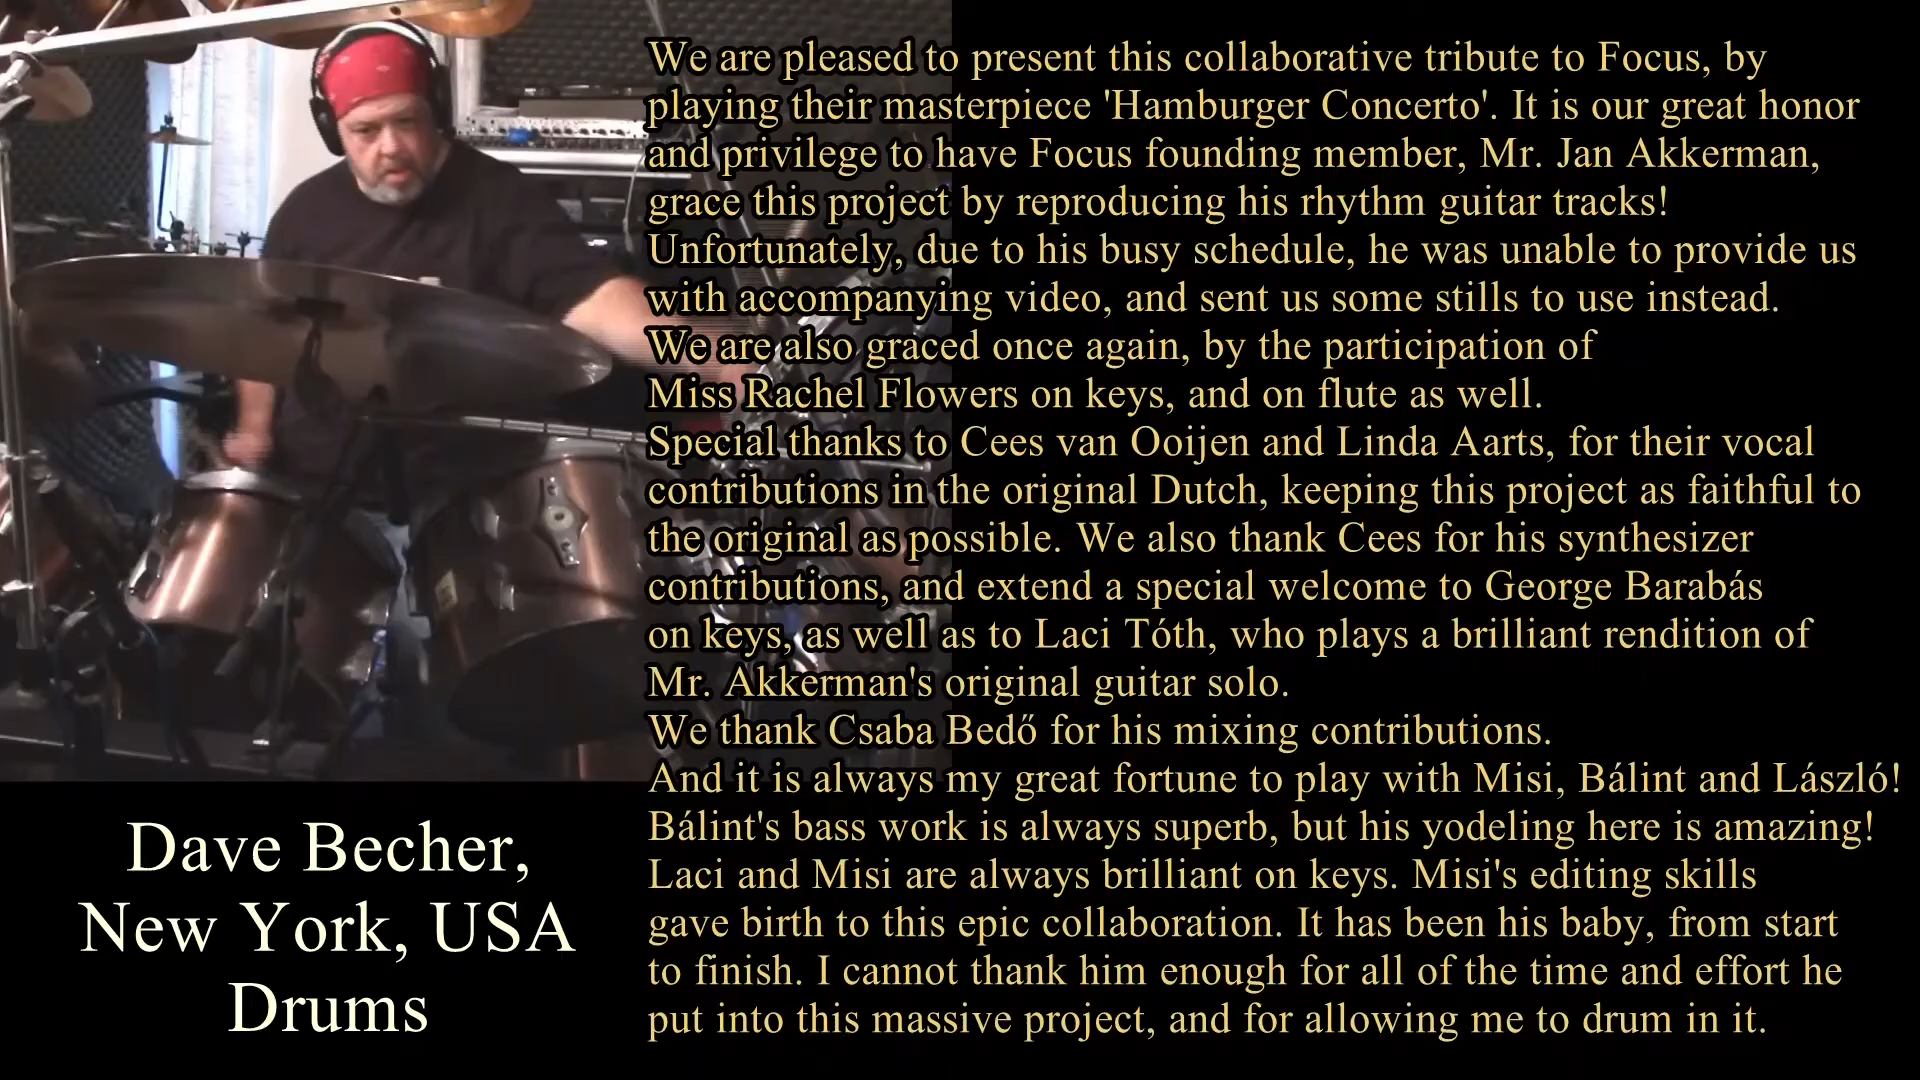 We are pleased to present this collaborative tribute to Focus, by
playing their masterpiece 'Hamburger Concerto'. It is our great honor
and privilege to have Focus founding member, Mr. Jan Akkerman,
grace this project by reproducing his rhythm guitar tracks!
Unfortunately, due to his busy schedule, he was unable to provide us
with accompanying video, and sent us some stills to use instead.
We are also graced once again, by the participation of
Miss Rachel Flowers on keys, and on flute as well.
Special thanks to Cees van Ooijen and Linda Aarts, for their vocal
contributions in the original Dutch, keeping this project as faithful to
the original as possible. We also thank Cees for his synthesizer
contributions, and extend a special welcome to George Barabás
on keys, as well as to Laci Tóth, who plays a brilliant rendition of
Mr. Akkerman's original guitar solo.
We thank Csaba Bedő for his mixing contributions.
And it is always my great fortune to play with Misi, Bálint and László!
Bálint's bass work is always superb, but his yodeling here is amazing!
Laci and Misi are always brilliant on keys. Misi's editing skills
gave birth to this epic collaboration. It has been his baby, from start
to finish. I cannot thank him enough for all of the time and effort he
put into this massive project, and for allowing me to drum in it.
Dave Becher,
New York, USA
Drums